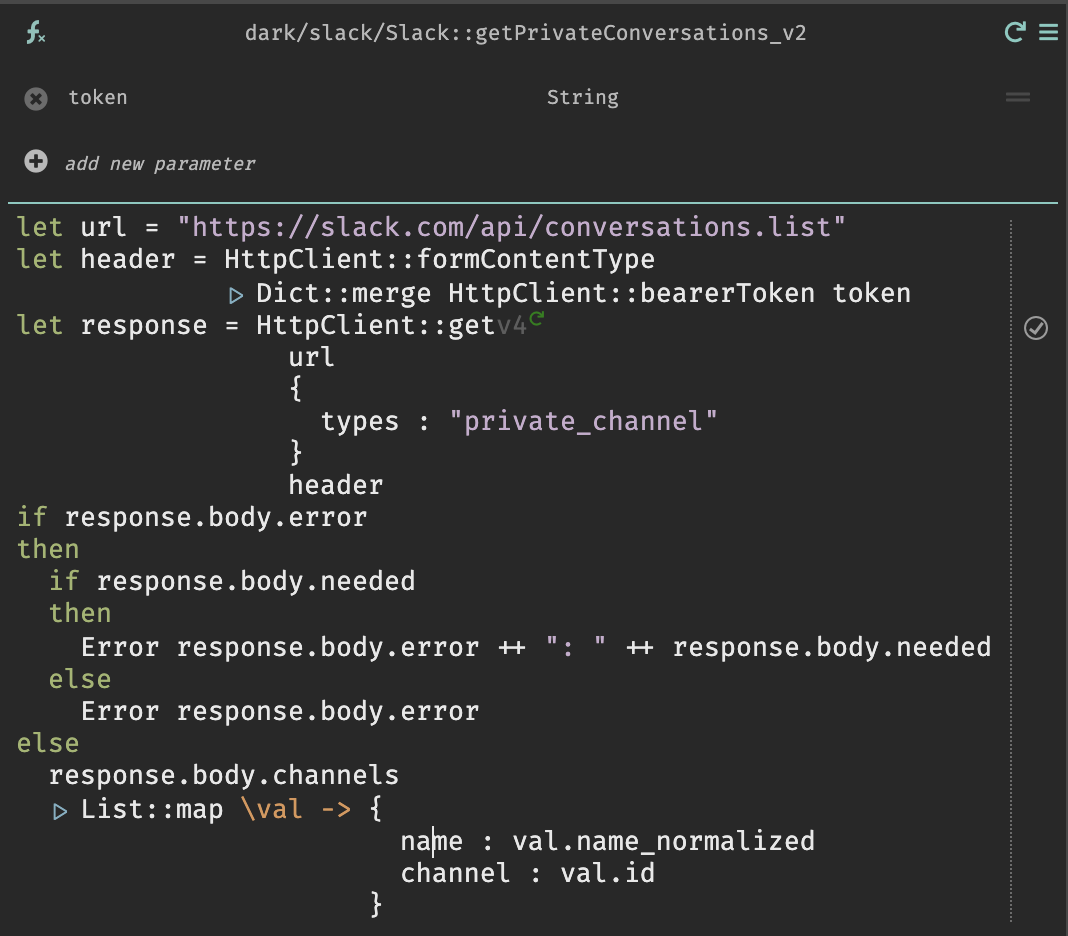 fx dark/slack/Slack::getPrivateConversations_v2
token String
add new parameter
let url = "https://slack.com/api/conversations.list"
let header = HttpClient::formContentType
▷ Dict::merge HttpClient::bearerToken token
let response = HttpClient::getv4
url
{
types : "private_channel"
}
header
if response.body.error
then
if response.body.needed
then
Error response.body.error ++ ": " ++ response.body.needed
else
Error response.body.error
else
response.body.channels
▷ List::map \val -> {
name : val.name_normalized
channel : val.id
}